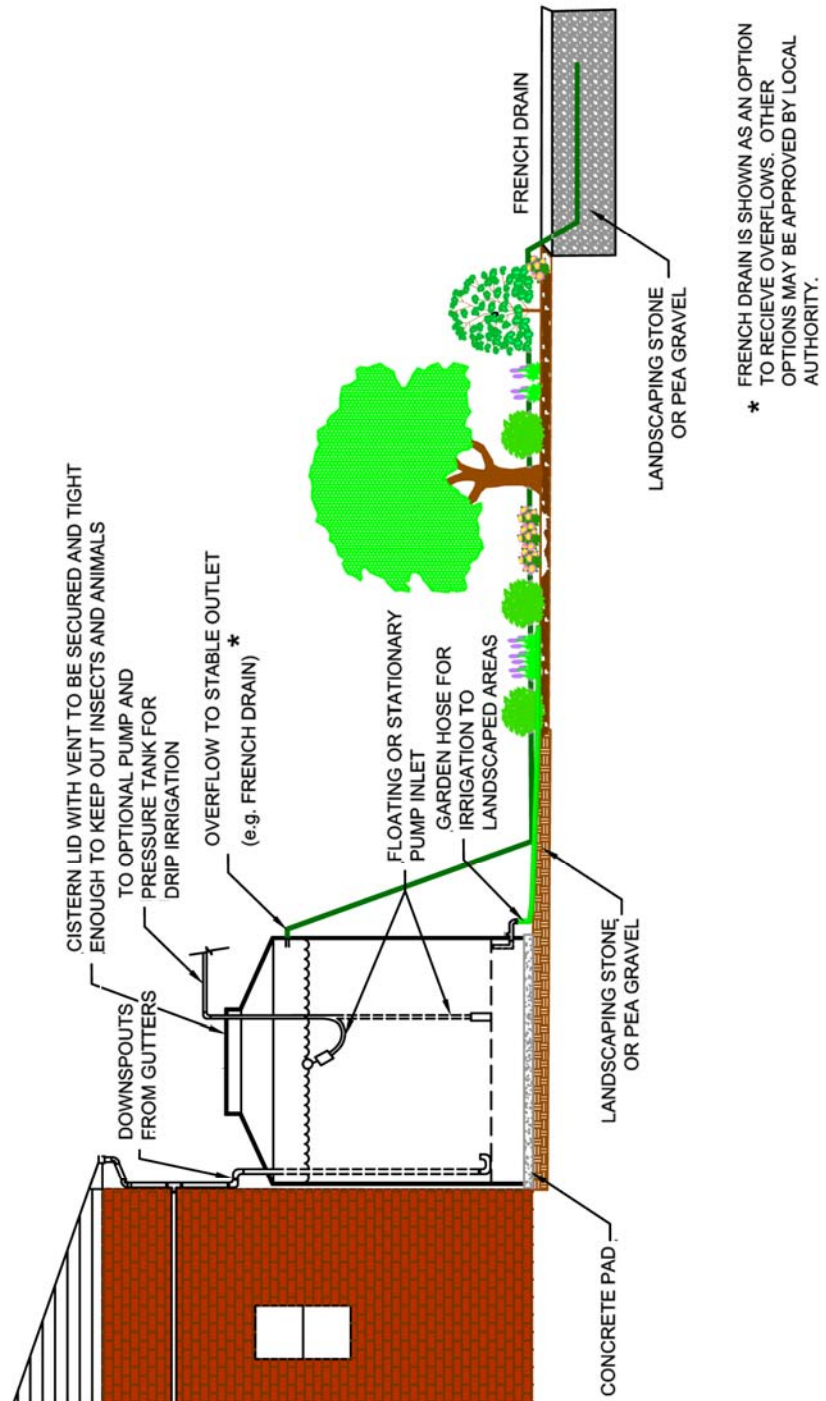 CISTERN LID WITH VENT TO BE SECURED AND TIGHT
ENOUGH TO KEEP OUT INSECTS AND ANIMALS
TO OPTIONAL PUMP AND
PRESSURE TANK FOR
DRIP IRRIGATION
DOWNSPOUTS
FROM GUTTERS
OVERFLOW TO STABLE OUTLET
(e.g. FRENCH DRAIN) *
FLOATING OR STATIONARY
PUMP INLET
GARDEN HOSE FOR
IRRIGATION TO
LANDSCAPED AREAS
FRENCH DRAIN
CONCRETE PAD
LANDSCAPING STONE
OR PEA GRAVEL
LANDSCAPING STONE
OR PEA GRAVEL
* FRENCH DRAIN IS SHOWN AS AN OPTION
TO RECIEVE OVERFLOWS. OTHER
OPTIONS MAY BE APPROVED BY LOCAL
AUTHORITY.